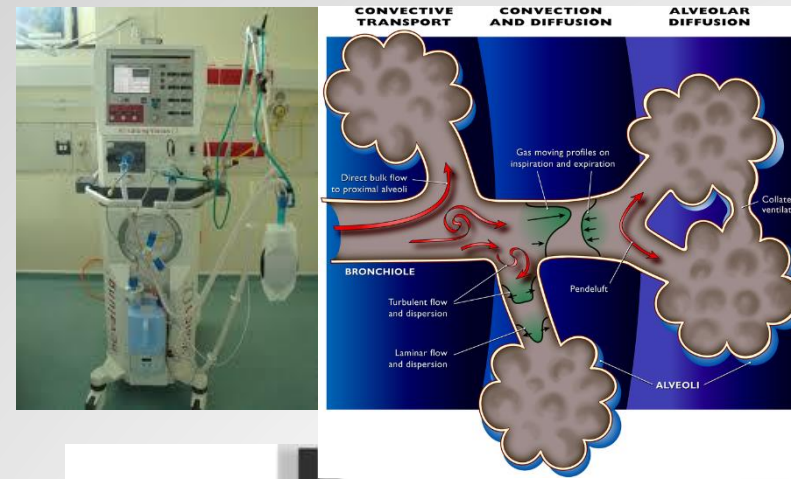 CONVECTIVE
TRANSPORT
CONVECTION
AND DIFFUSION
ALVEOLAR
DIFFUSION
Gas moving profiles on
inspiration and expiration
Direct bulk flow
to proximal alveoli
Collate
ventilat
BRONCHIOLE
Pendeluft
Turbulent flow
and dispersion
Laminar flow
and dispersion
ALVEOLI